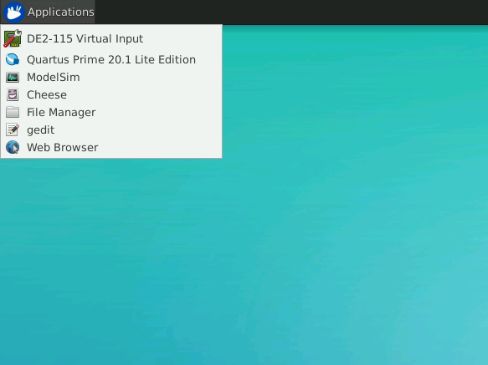 Applications
DE2-115 Virtual Input
Quartus Prime 20.1 Lite Edition
ModelSim
Cheese
File Manager
gedit
Web Browser